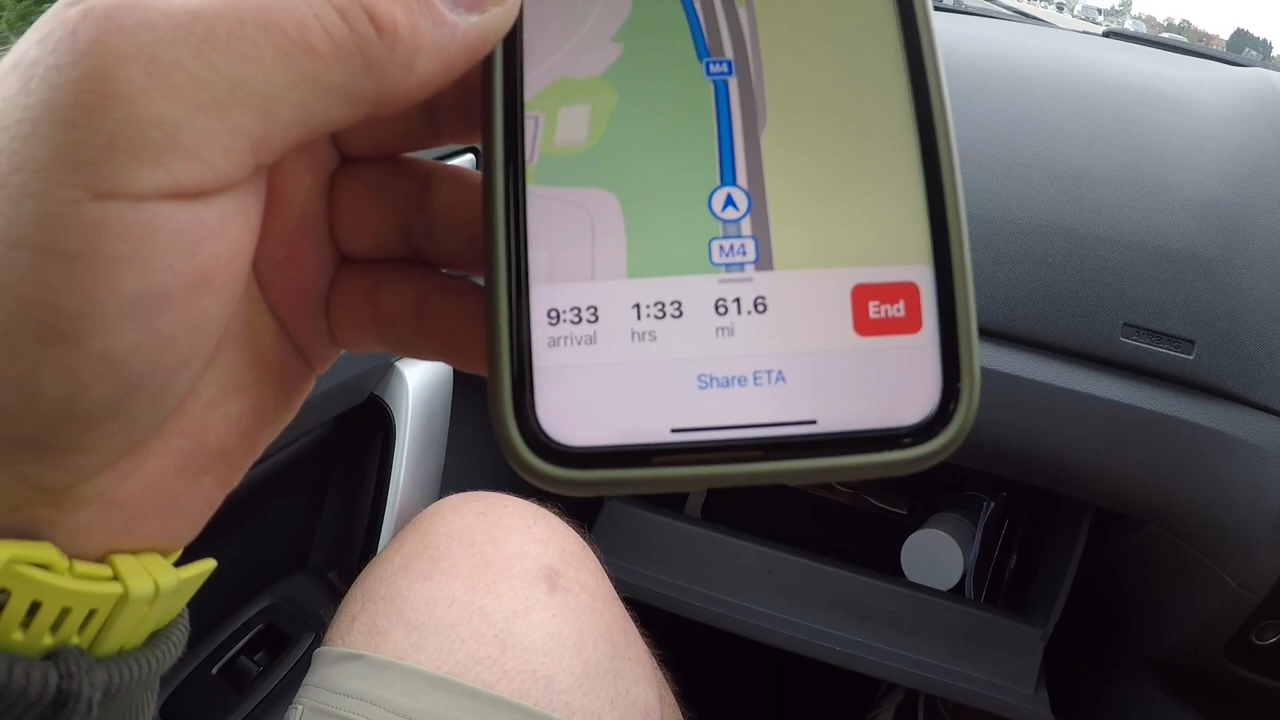 M4
M4
9:33 1:33 61.6 End
arrival hrs mi
Share ETA
AIRBAG